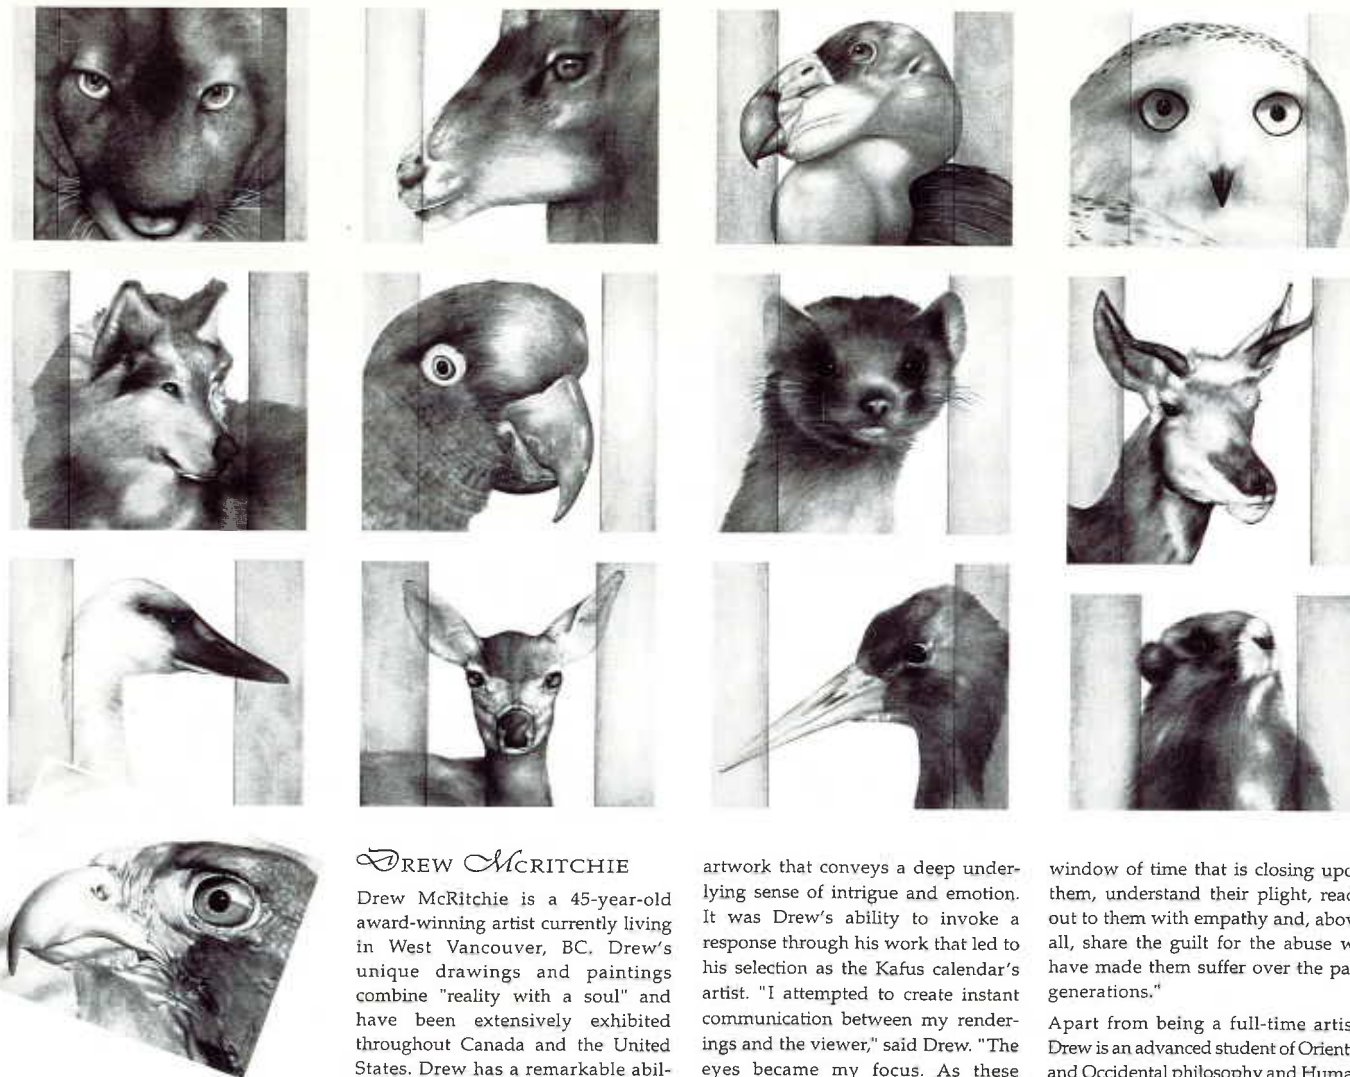 DREW MCRITCHIE
Drew McRitchie is a 45-year-old
award-winning artist currently living
in West Vancouver, BC. Drew's
unique drawings and paintings
combine "reality with a soul" and
have been extensively exhibited
throughout Canada and the United
States. Drew has a remarkable abil-
artwork that conveys a deep under-
lying sense of intrigue and emotion.
It was Drew's ability to invoke a
response through his work that led to
his selection as the Kafus calendar's
artist. "I attempted to create instant
communication between my render-
ings and the viewer," said Drew. "The
eyes became my focus. As these
window of time that is closing upo
them, understand their plight, reac
out to them with empathy and, abov
all, share the guilt for the abuse w
have made them suffer over the pa
generations."
Apart from being a full-time artis
Drew is an advanced student of Orient
and Occidental philosophy and Huma